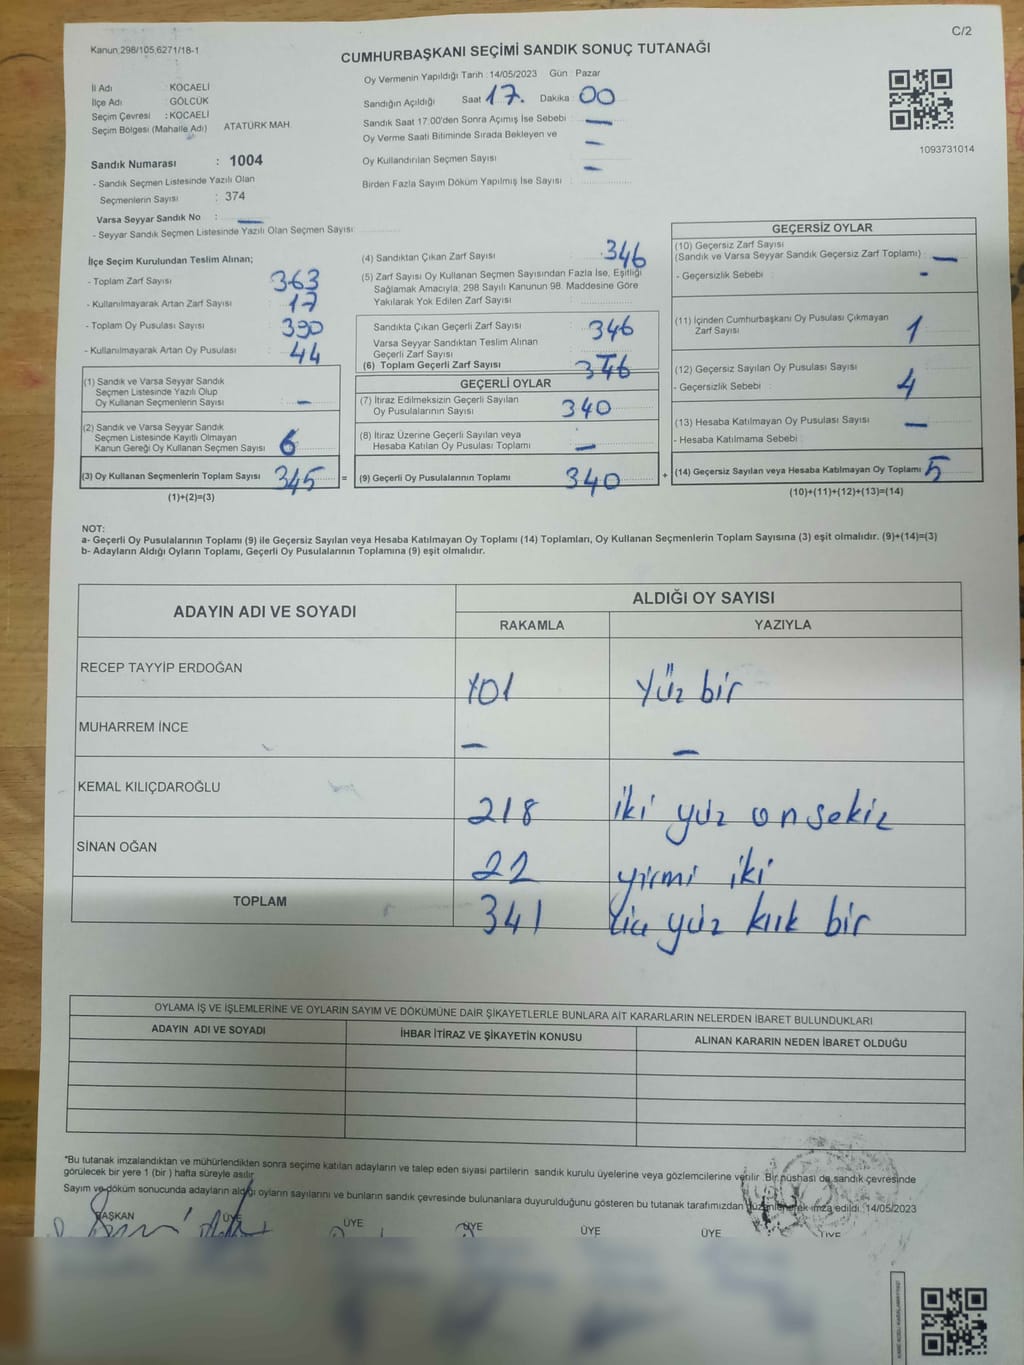 C/2
Kanun 298/105,6271/18-1
CUMHURBAŞKANI SEÇİMİ SANDIK SONUÇ TUTANAĞI
İl Adı : KOCAELİ
İlçe Adı : GÖLCÜK
Seçim Çevresi : KOCAELİ
Seçim Bölgesi (Mahalle Adı) ATATÜRK MAH.
Sandık Numarası : 1004
- Sandık Seçmen Listesinde Yazılı Olan
Seçmenlerin Sayısı : 374
Varsa Seyyar Sandık No : —
- Seyyar Sandık Seçmen Listesinde Yazılı Olan Seçmen Sayısı
Oy Vermenin Yapıldığı Tarih : 14/05/2023 Gün Pazar
Sandığın Açıldığı Saat 17. Dakika 00
Sandık Saat 17:00'den Sonra Açımış İse Sebebi : —
Oy Verme Saati Bitiminde Sırada Bekleyen ve —
Oy Kullandırılan Seçmen Sayısı —
Birden Fazla Sayım Döküm Yapılmış İse Sayısı :
1093731014
İlçe Seçim Kurulundan Teslim Alınan;
- Toplam Zarf Sayısı : 363
- Kullanılmayarak Artan Zarf Sayısı : 17
- Toplam Oy Pusulası Sayısı : 390
- Kullanılmayarak Artan Oy Pusulası : 44
(1) Sandık ve Varsa Seyyar Sandık
Seçmen Listesinde Yazılı Olup
Oy Kullanan Seçmenlerin Sayısı : —
(2) Sandık ve Varsa Seyyar Sandık
Seçmen Listesinde Kayıtlı Olmayan
Kanun Gereği Oy Kullanan Seçmen Sayısı : 6
(3) Oy Kullanan Seçmenlerin Toplam Sayısı 345 =
(1)+(2)=(3)
(4) Sandıktan Çıkan Zarf Sayısı : 346
(5) Zarf Sayısı Oy Kullanan Seçmen Sayısından Fazla İse, Eşitliği
Sağlamak Amacıyla; 298 Sayılı Kanunun 98. Maddesine Göre
Yakılarak Yok Edilen Zarf Sayısı :
Sandıkta Çıkan Geçerli Zarf Sayısı : 346
Varsa Seyyar Sandıktan Teslim Alınan
Geçerli Zarf Sayısı :
(6) Toplam Geçerli Zarf Sayısı : 346
GEÇERLİ OYLAR
(7) İtiraz Edilmeksizin Geçerli Sayılan
Oy Pusulalarının Sayısı : 340
(8) İtiraz Üzerine Geçerli Sayılan veya
Hesaba Katılan Oy Pusulası Toplamı : —
(9) Geçerli Oy Pusulalarının Toplamı : 340 +
GEÇERSİZ OYLAR
(10) Geçersiz Zarf Sayısı
(Sandık ve Varsa Seyyar Sandık Geçersiz Zarf Toplamı) : —
- Geçersizlik Sebebi : -
(11) İçinden Cumhurbaşkanı Oy Pusulası Çıkmayan
Zarf Sayısı : 1
(12) Geçersiz Sayılan Oy Pusulası Sayısı :
- Geçersizlik Sebebi : 4
(13) Hesaba Katılmayan Oy Pusulası Sayısı : —
- Hesaba Katılmama Sebebi :
(14) Geçersiz Sayılan veya Hesaba Katılmayan Oy Toplamı 5
(10)+(11)+(12)+(13)=(14)
NOT:
a- Geçerli Oy Pusulalarının Toplamı (9) ile Geçersiz Sayılan veya Hesaba Katılmayan Oy Toplamı (14) Toplamları, Oy Kullanan Seçmenlerin Toplam Sayısına (3) eşit olmalıdır. (9)+(14)=(3)
b- Adayların Aldığı Oyların Toplamı, Geçerli Oy Pusulalarının Toplamına (9) eşit olmalıdır.
ADAYIN ADI VE SOYADI ALDIĞI OY SAYISI
RAKAMLA YAZIYLA
RECEP TAYYİP ERDOĞAN 101 Yüz bir
MUHARREM İNCE — —
KEMAL KILIÇDAROĞLU 218 iki yüz onsekiz
SİNAN OĞAN 22 yirmi iki
TOPLAM 341 yüz kırk bir
OYLAMA İŞ VE İŞLEMLERİNE VE OYLARIN SAYIM VE DÖKÜMÜNE DAİR ŞİKAYETLERLE BUNLARA AİT KARARLARIN NELERDEN İBARET BULUNDUKLARI
ADAYIN ADI VE SOYADI İHBAR İTİRAZ VE ŞİKAYETİN KONUSU ALINAN KARARIN NEDEN İBARET OLDUĞU
*Bu tutanak imzalandıktan ve mühürlendikten sonra seçime katılan adayların ve talep eden siyasi partilerin sandık kurulu üyelerine veya gözlemcilerine verilir. Bir nüshası da sandık çevresinde
görülecek bir yere 1 (bir) hafta süreyle asılır
Sayım ve döküm sonucunda adayların aldığı oyların sayılarını ve bunların sandık çevresinde bulunanlara duyurulduğunu gösteren bu tutanak tarafımızdan düzenlenerek imza edildi. 14/05/2023
BAŞKAN ÜYE ÜYE ÜYE ÜYE ÜYE ÜYE